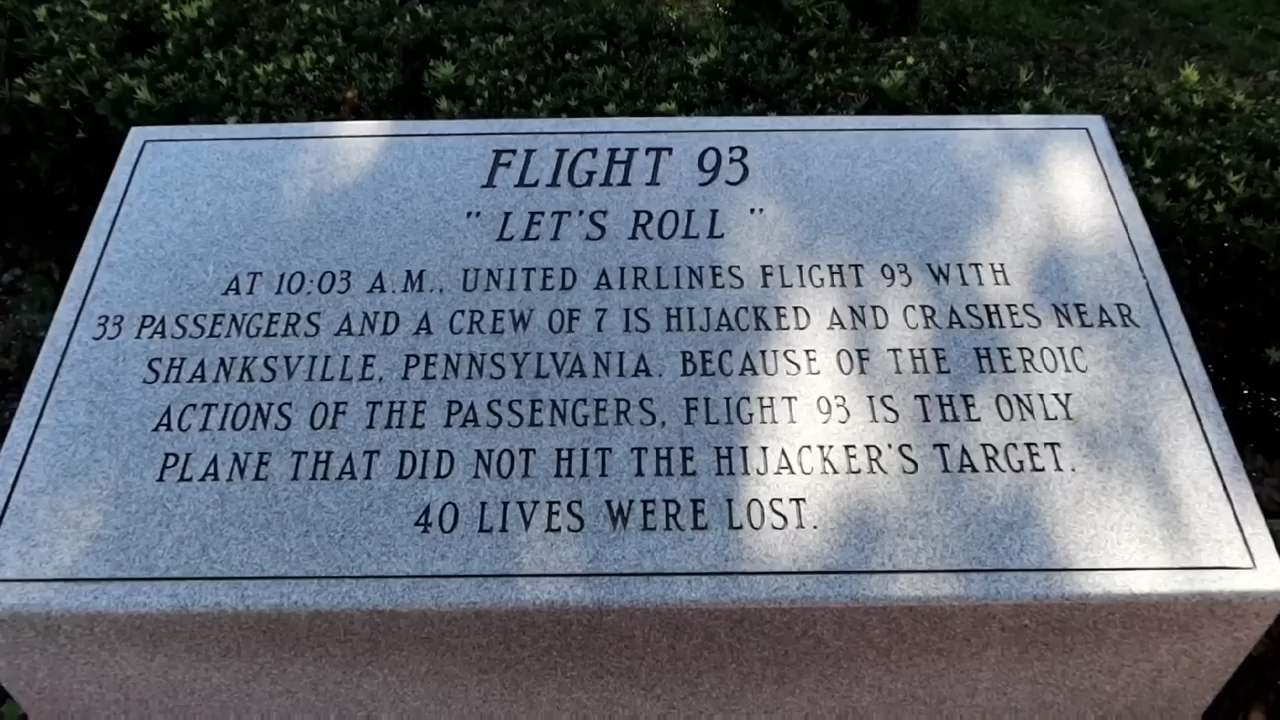 FLIGHT 93
" LET'S ROLL "
AT 10:03 A.M., UNITED AIRLINES FLIGHT 93 WITH
33 PASSENGERS AND A CREW OF 7 IS HIJACKED AND CRASHES NEAR
SHANKSVILLE, PENNSYLVANIA. BECAUSE OF THE HEROIC
ACTIONS OF THE PASSENGERS, FLIGHT 93 IS THE ONLY
PLANE THAT DID NOT HIT THE HIJACKER'S TARGET.
40 LIVES WERE LOST.